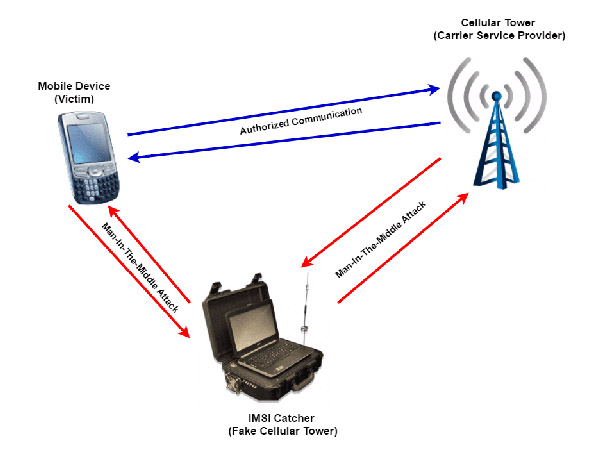 Cellular Tower
(Carrier Service Provider)
Mobile Device
(Victim)
Authorized Communication
Man-In-The-Middle Attack
Man-In-The-Middle Attack
IMSI Catcher
(Fake Cellular Tower)